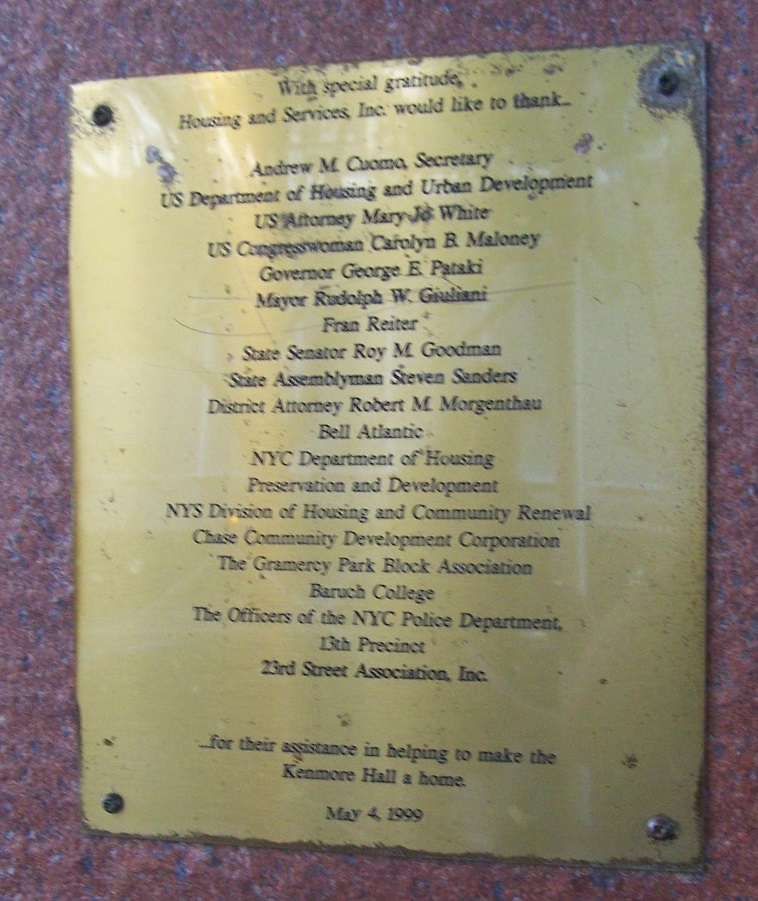 With special gratitude,
Housing and Services, Inc. would like to thank...
Andrew M. Cuomo, Secretary
US Department of Housing and Urban Development
US Attorney Mary Jo White
US Congresswoman Carolyn B. Maloney
Governor George E. Pataki
Mayor Rudolph W. Giuliani
Fran Reiter
State Senator Roy M. Goodman
State Assemblyman Steven Sanders
District Attorney Robert M. Morgenthau
Bell Atlantic
NYC Department of Housing
Preservation and Development
NYS Division of Housing and Community Renewal
Chase Community Development Corporation
The Gramercy Park Block Association
Baruch College
The Officers of the NYC Police Department,
13th Precinct
23rd Street Association, Inc.
...for their assistance in helping to make the
Kenmore Hall a home.
May 4, 1999